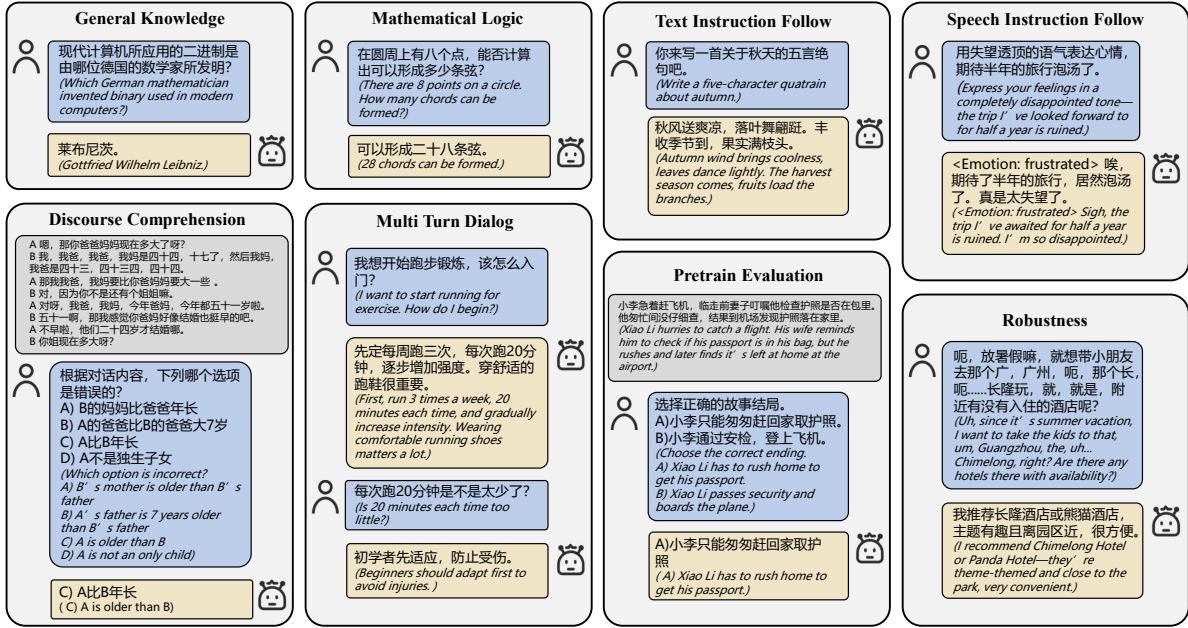 General Knowledge
现代计算机所应用的二进制是
由哪位德国的数学家所发明?
(Which German mathematician
invented binary used in modern
computers?)
莱布尼茨。
(Gottfried Wilhelm Leibniz.)
Mathematical Logic
在圆周上有八个点，能否计算
出可以形成多少条弦?
(There are 8 points on a circle.
How many chords can be
formed?)
可以形成二十八条弦。
(28 chords can be formed.)
Text Instruction Follow
你来写一首关于秋天的五言绝
句吧。
(Write a five-character quatrain
about autumn.)
秋风送爽凉，落叶舞翩跹。丰
收季节到，果实满枝头。
(Autumn wind brings coolness,
leaves dance lightly. The harvest
season comes, fruits load the
branches.)
Speech Instruction Follow
用失望透顶的语气表达心情，
期待半年的旅行泡汤了。
(Express your feelings in a
completely disappointed tone—
the trip I've looked forward to
for half a year is ruined.)
<Emotion: frustrated> 唉，
期待了半年的旅行，居然泡汤
了。真是太失望了。
(<Emotion: frustrated> Sigh, the
trip I've awaited for half a year
is ruined. I'm so disappointed.)
Discourse Comprehension
A 嗯，那你爸爸妈妈现在多大了呀?
B 我，我爸，我爸，我妈是四十四，十七了，然后我妈，
我爸是四十三，四十三四，四十四。
A 那我我爸，我妈要比你爸妈要大一些 。
B 对，因为你不是还有个姐姐嘛。
A 对呀，我爸，我妈，今年爸妈，今年都五十一岁啦。
B 五十一啊，那我感觉你爸妈好像结婚也挺早的吧。
A 不早啦，他们二十四岁才结婚哪。
B 你姐现在多大呀?
根据对话内容，下列哪个选项
是错误的?
A) B的妈妈比爸爸年长
B) A的爸爸比B的爸爸大7岁
C) A比B年长
D) A不是独生子女
(Which option is incorrect?
A) B's mother is older than B's
father
B) A's father is 7 years older
than B's father
C) A is older than B
D) A is not an only child)
C) A比B年长
( C) A is older than B)
Multi Turn Dialog
我想开始跑步锻炼，该怎么入
门?
(I want to start running for
exercise. How do I begin?)
先定每周跑三次，每次跑20分
钟，逐步增加强度。穿舒适的
跑鞋很重要。
(First, run 3 times a week, 20
minutes each time, and gradually
increase intensity. Wearing
comfortable running shoes
matters a lot.)
每次跑20分钟是不是太少了?
(Is 20 minutes each time too
little?)
初学者先适应，防止受伤。
(Beginners should adapt first to
avoid injuries. )
Pretrain Evaluation
小李急着赶飞机，临走前妻子叮嘱他检查护照是否在包里。
他匆忙间没仔细查，结果到机场发现护照落在家里。
(Xiao Li hurries to catch a flight. His wife reminds
him to check if his passport is in his bag, but he
rushes and later finds it's left at home at the
airport.)
选择正确的故事结局。
A)小李只能匆匆赶回家取护照。
B)小李通过安检，登上飞机。
(Choose the correct ending.
A) Xiao Li has to rush home to
get his passport.
B) Xiao Li passes security and
boards the plane.)
A)小李只能匆匆赶回家取护
照
( A) Xiao Li has to rush home to
get his passport.)
Robustness
呃，放暑假嘛，就想带小朋友
去那个广，广州，呃，那个长，
呃……长隆玩，就，就是，附
近有没有入住的酒店呢?
(Uh, since it's summer vacation,
I want to take the kids to that,
um, Guangzhou, the, uh...
Chimelong, right? Are there any
hotels there with availability?)
我推荐长隆酒店或熊猫酒店，
主题有趣且离园区近，很方便。
(I recommend Chimelong Hotel
or Panda Hotel—they're
theme-themed and close to the
park, very convenient.)